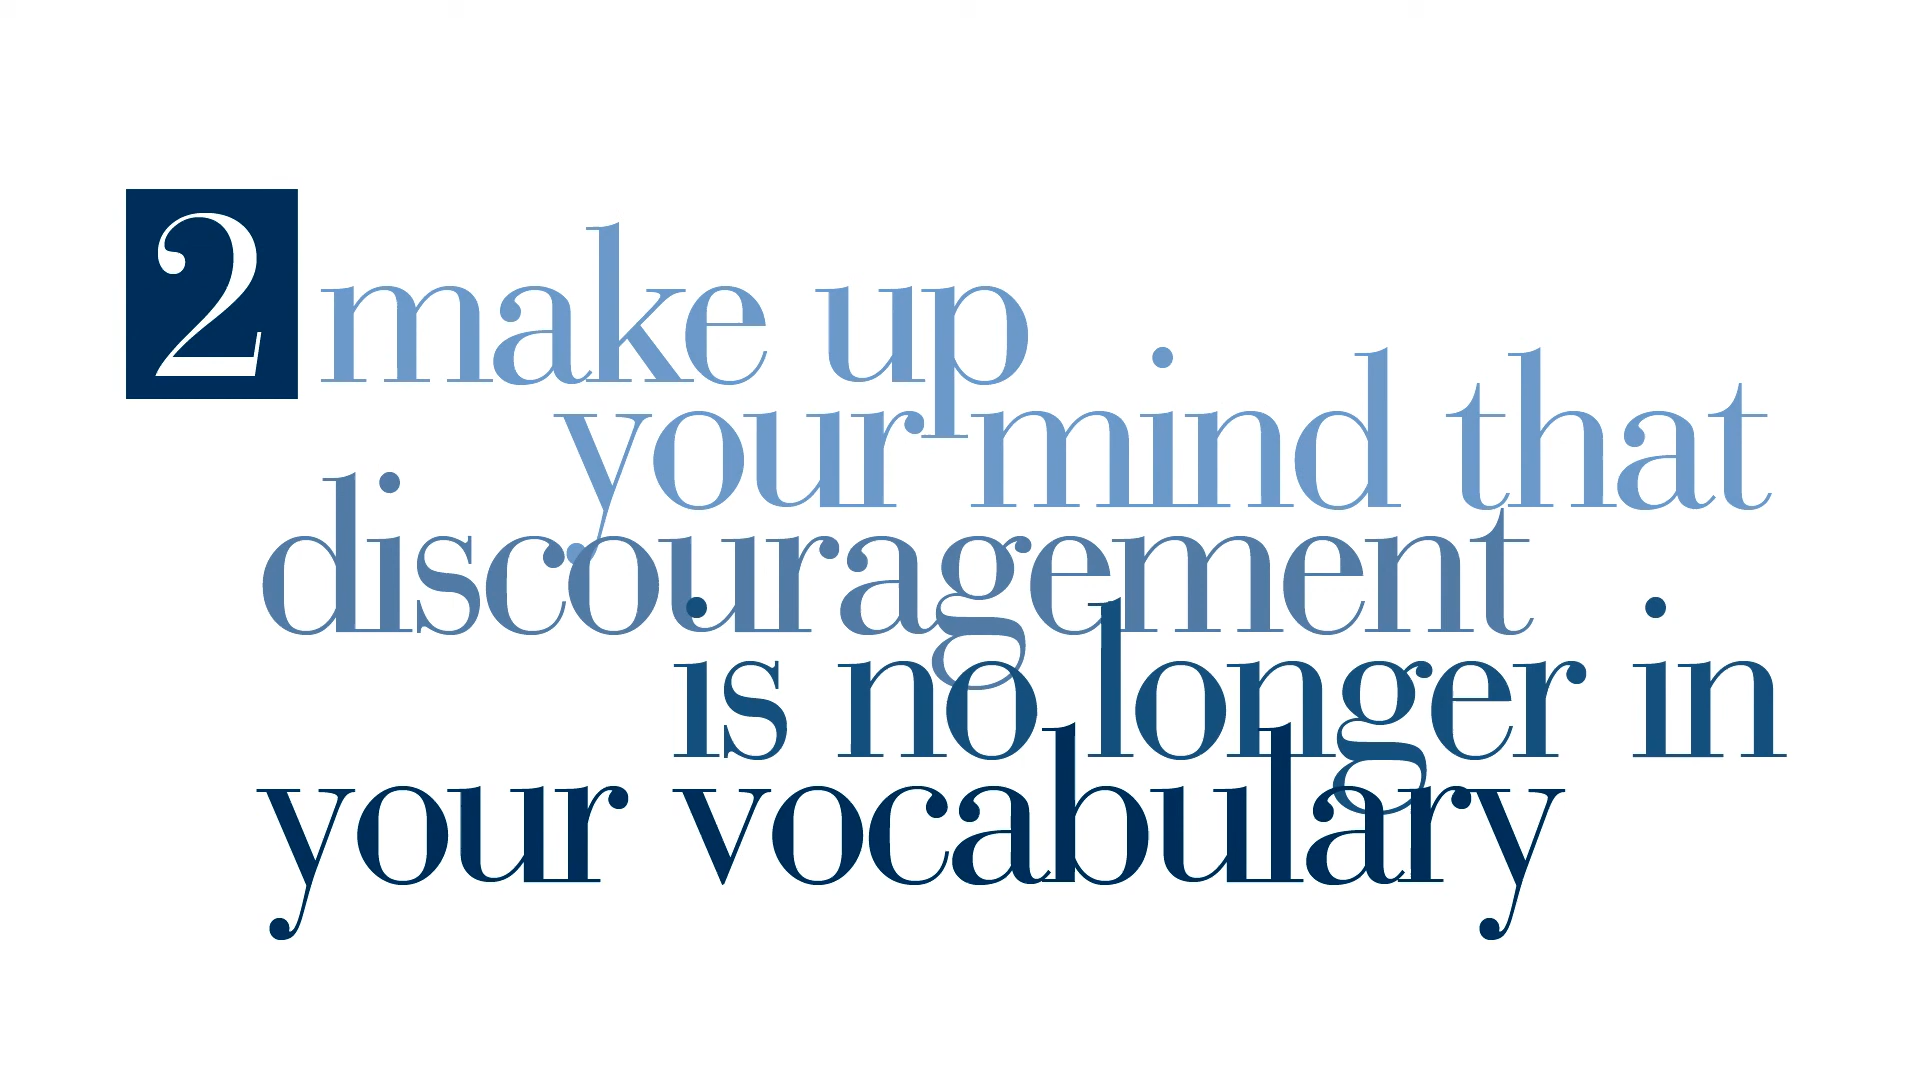 2 make up
your mind that
discouragement
is no longer in
your vocabulary